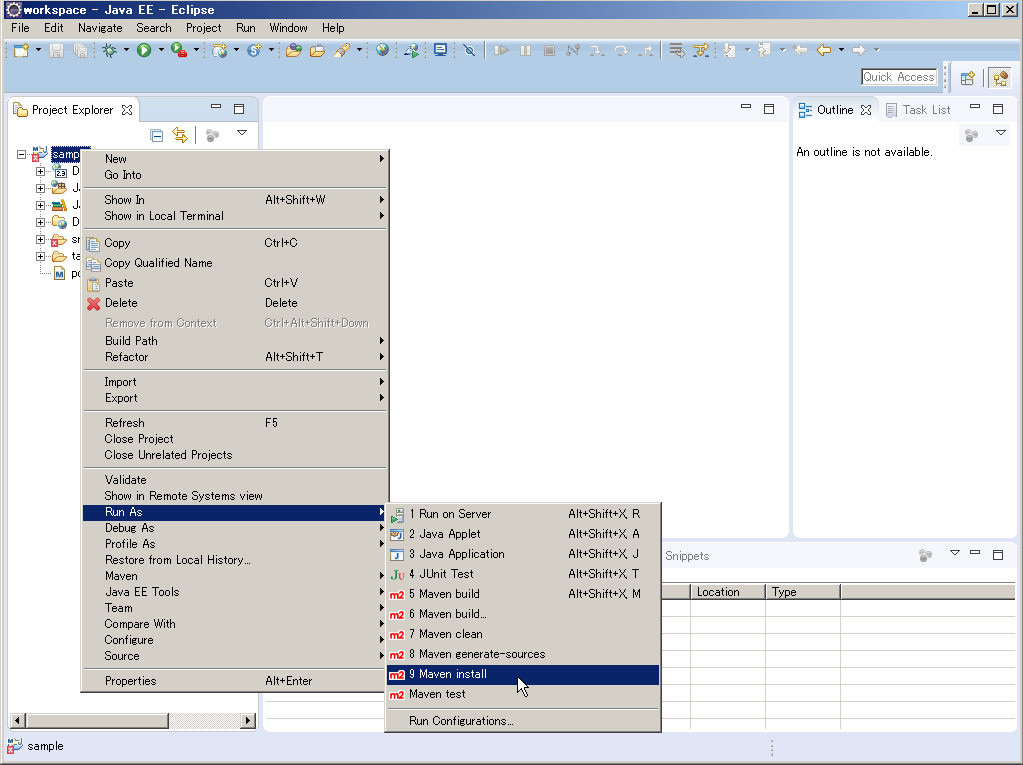 workspace - Java EE - Eclipse
File Edit Navigate Search Project Run Window Help
Quick Access
Project Explorer
Outline Task List
An outline is not available.
sample
New
Go Into
Show In Alt+Shift+W
Show in Local Terminal
Copy Ctrl+C
Copy Qualified Name
Paste Ctrl+V
Delete Delete
Remove from Context Ctrl+Alt+Shift+Down
Build Path
Refactor Alt+Shift+T
Import
Export
Refresh F5
Close Project
Close Unrelated Projects
Validate
Show in Remote Systems view
Run As
Debug As
Profile As
Restore from Local History...
Maven
Java EE Tools
Team
Compare With
Configure
Source
Properties Alt+Enter
1 Run on Server Alt+Shift+X, R
2 Java Applet Alt+Shift+X, A
3 Java Application Alt+Shift+X, J
4 JUnit Test Alt+Shift+X, T
5 Maven build Alt+Shift+X, M
6 Maven build...
7 Maven clean
8 Maven generate-sources
9 Maven install
Maven test
Run Configurations...
Snippets
Location Type
sample